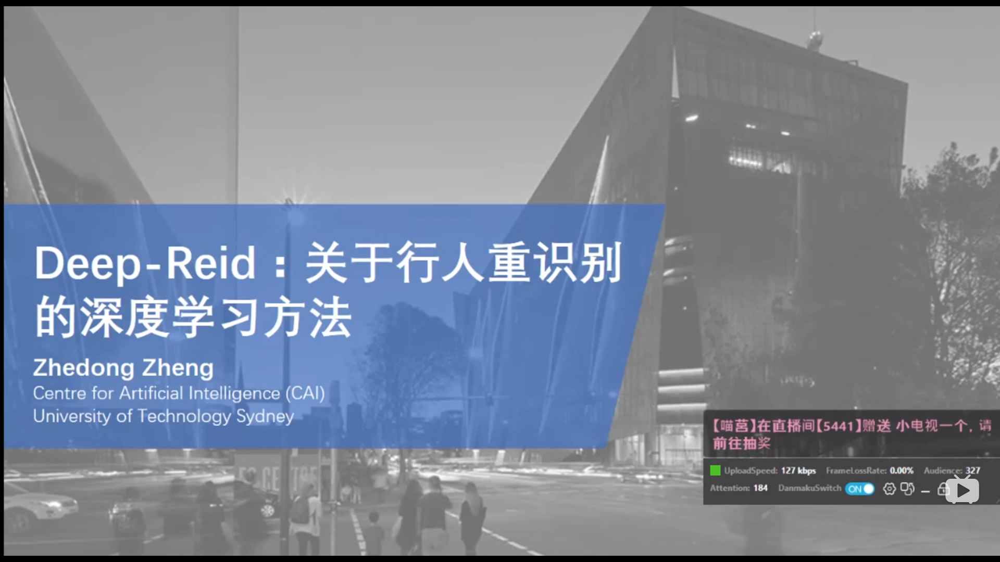 Deep-Reid：关于行人重识别
的深度学习方法
Zhedong Zheng
Centre for Artificial Intelligence (CAI)
University of Technology Sydney
【喵莒】在直播间【5441】赠送 小电视一个，请
前往抽奖
UploadSpeed: 127 kbps FrameLossRate: 0.00% Audience: 327
Attention: 184 DanmakuSwitch ON